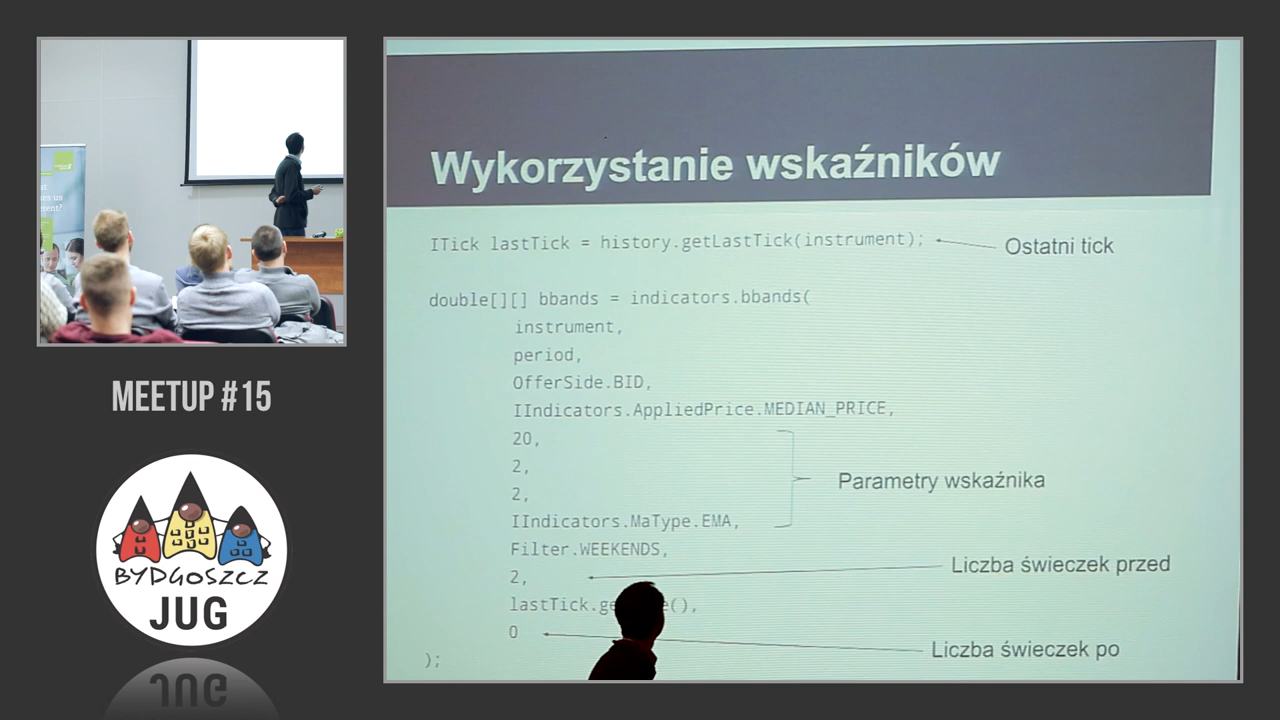 MEETUP #15
BYDGOSZCZ
JUG
Wykorzystanie wskaźników
ITick lastTick = history.getLastTick(instrument);
Ostatni tick
double[][] bbands = indicators.bbands(
instrument,
period,
OfferSide.BID,
IIndicators.AppliedPrice.MEDIAN_PRICE,
20,
2,
2,
IIndicators.MaType.EMA,
Parametry wskaźnika
Filter.WEEKENDS,
2,
Liczba świeczek przed
0
Liczba świeczek po
);